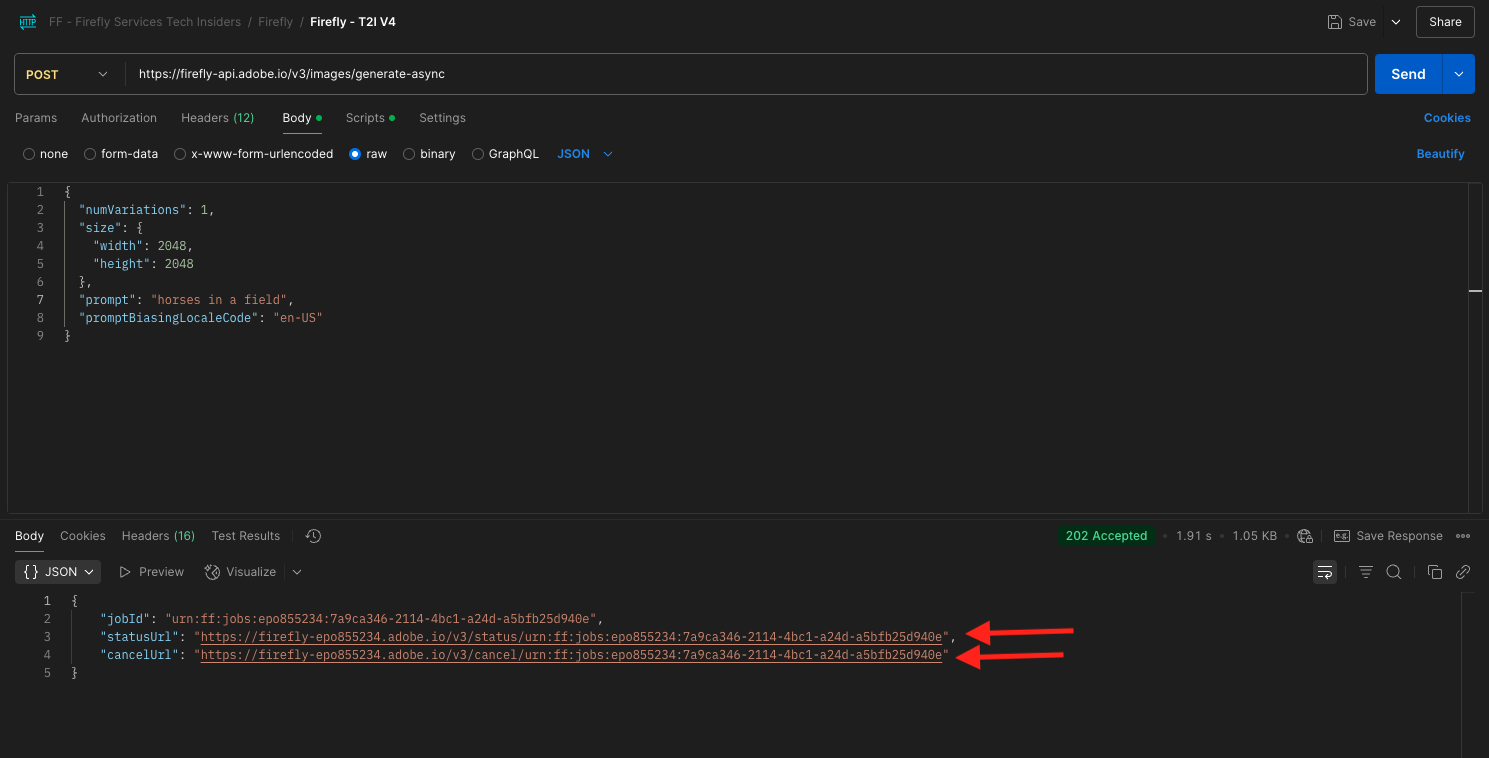 HTTP FF - Firefly Services Tech Insiders / Firefly / Firefly - T2I V4 Save Share
POST https://firefly-api.adobe.io/v3/images/generate-async Send
Params Authorization Headers (12) Body Scripts Settings Cookies
none form-data x-www-form-urlencoded raw binary GraphQL JSON Beautify
1 {
2 "numVariations": 1,
3 "size": {
4 "width": 2048,
5 "height": 2048
6 },
7 "prompt": "horses in a field",
8 "promptBiasingLocaleCode": "en-US"
9 }
Body Cookies Headers (16) Test Results 202 Accepted 1.91 s 1.05 KB e.g. Save Response
{} JSON Preview Visualize
1 {
2 "jobId": "urn:ff:jobs:epo855234:7a9ca346-2114-4bc1-a24d-a5bfb25d940e",
3 "statusUrl": "https://firefly-epo855234.adobe.io/v3/status/urn:ff:jobs:epo855234:7a9ca346-2114-4bc1-a24d-a5bfb25d940e",
4 "cancelUrl": "https://firefly-epo855234.adobe.io/v3/cancel/urn:ff:jobs:epo855234:7a9ca346-2114-4bc1-a24d-a5bfb25d940e"
5 }